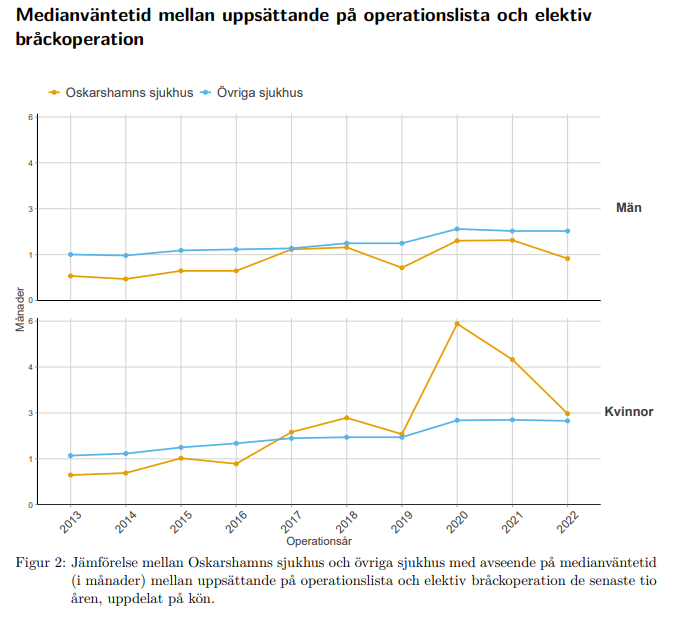 Medianväntetid mellan uppsättande på operationslista och elektiv
bråckoperation
Oskarshamns sjukhus Övriga sjukhus
6
4
3
1
0
Män
Månader
6
4
3
1
0
Kvinnor
2013 2014 2015 2016 2017 2018 2019 2020 2021 2022
Operationsår
Figur 2: Jämförelse mellan Oskarshamns sjukhus och övriga sjukhus med avseende på medianväntetid
(i månader) mellan uppsättande på operationslista och elektiv bråckoperation de senaste tio
åren, uppdelat på kön.